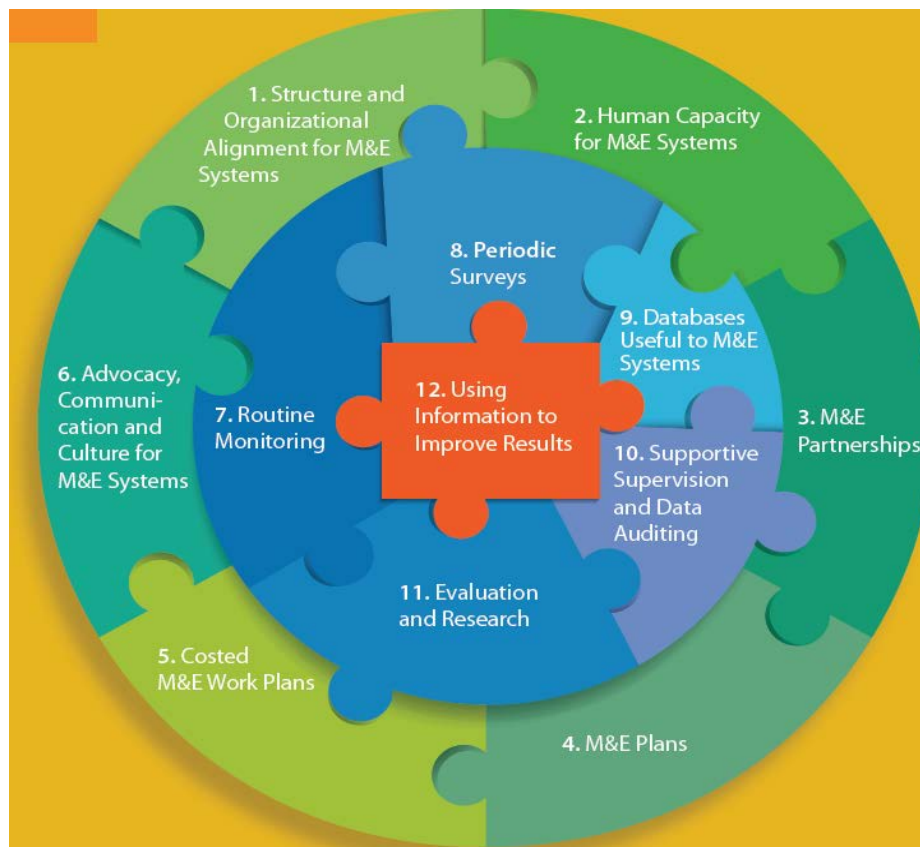 1. Structure and
Organizational
Alignment for M&E
Systems
2. Human Capacity
for M&E Systems
3. M&E
Partnerships
4. M&E Plans
5. Costed
M&E Work Plans
6. Advocacy,
Communi-
cation and
Culture for
M&E Systems
7. Routine
Monitoring
8. Periodic
Surveys
9. Databases
Useful to M&E
Systems
10. Supportive
Supervision
and Data
Auditing
11. Evaluation
and Research
12. Using
Information to
Improve Results